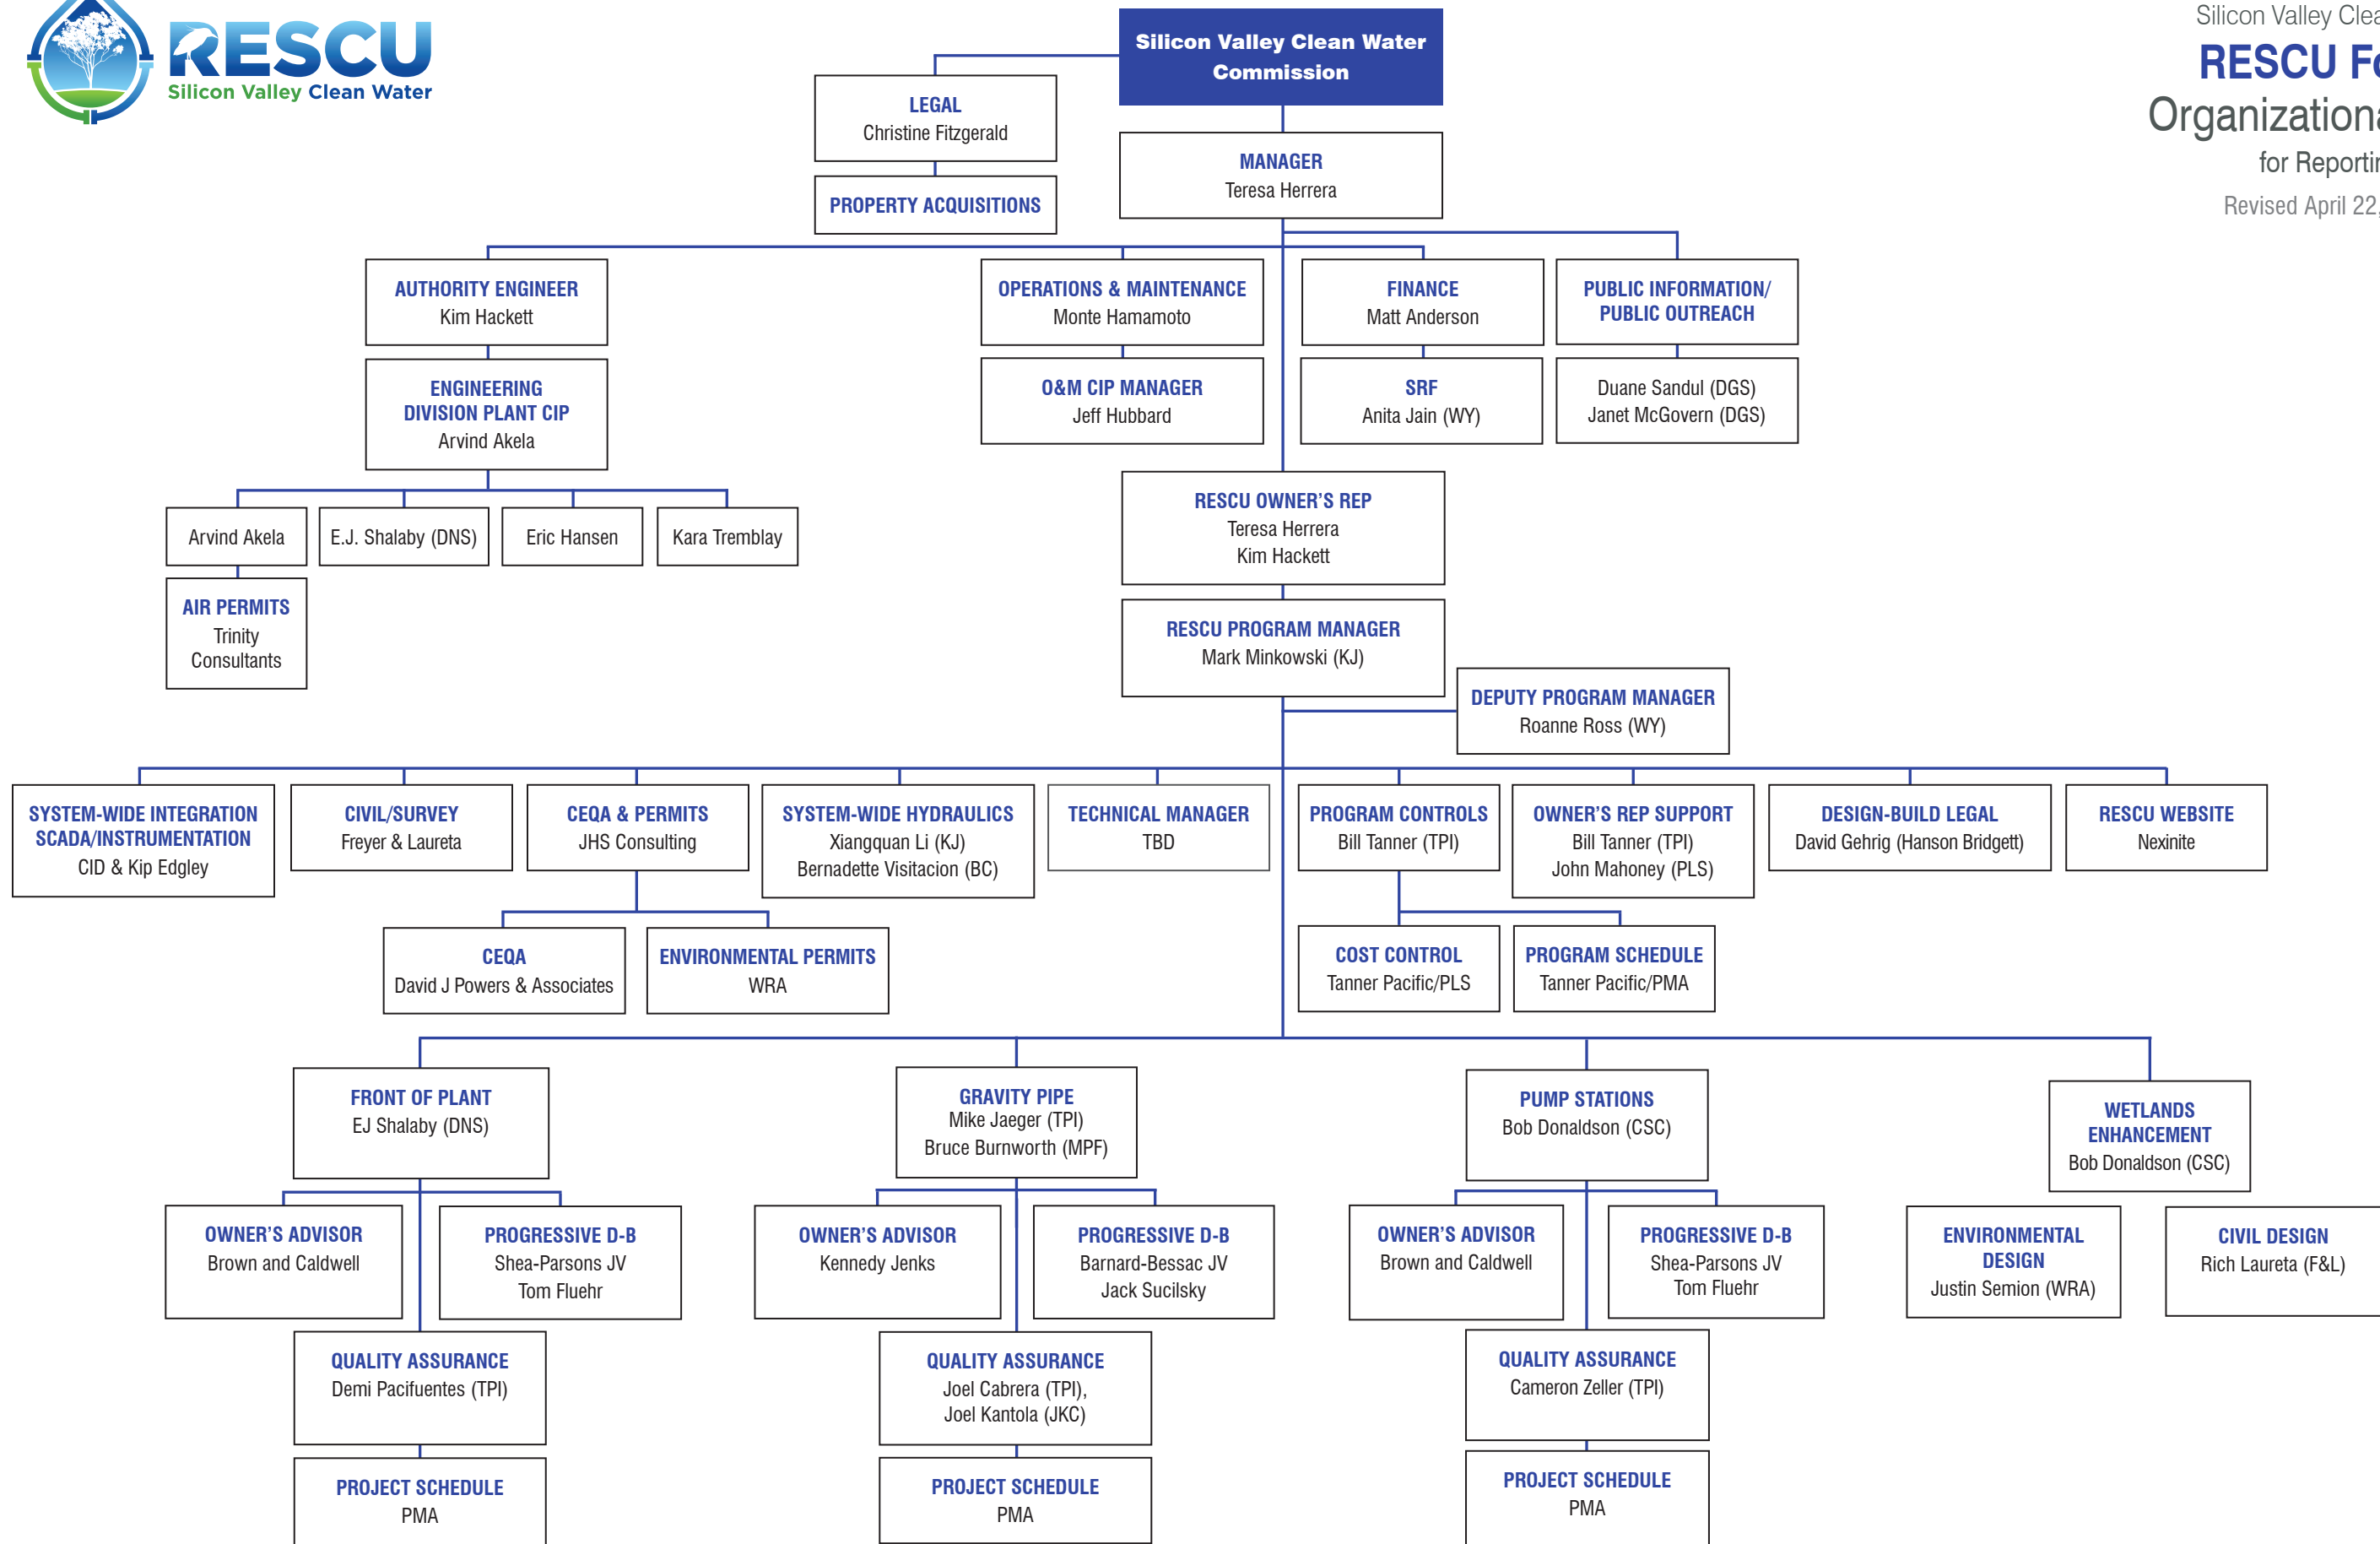 RESCU
Silicon Valley Clean Water
Silicon Valley
RESCU
for
Revised April 22,
Silicon Valley Clean Water
Commission
LEGAL
Christine Fitzgerald
PROPERTY ACQUISITIONS
MANAGER
Teresa Herrera
AUTHORITY ENGINEER
Kim Hackett
OPERATIONS & MAINTENANCE
Monte Hamamoto
FINANCE
Matt Anderson
PUBLIC INFORMATION/
PUBLIC OUTREACH
ENGINEERING
DIVISION PLANT CIP
Arvind Akela
O&M CIP MANAGER
Jeff Hubbard
SRF
Anita Jain (WY)
Duane Sandul (DGS)
Janet McGovern (DGS)
Arvind Akela
E.J. Shalaby (DNS)
Eric Hansen
Kara Tremblay
AIR PERMITS
Trinity
Consultants
RESCU OWNER’S REP
Teresa Herrera
Kim Hackett
RESCU PROGRAM MANAGER
Mark Minkowski (KJ)
DEPUTY PROGRAM MANAGER
Roanne Ross (WY)
SYSTEM-WIDE INTEGRATION
SCADA/INSTRUMENTATION
CID & Kip Edgley
CIVIL/SURVEY
Freyer & Laureta
CEQA & PERMITS
JHS Consulting
SYSTEM-WIDE HYDRAULICS
Xiangquan Li (KJ)
Bernadette Visitacion (BC)
TECHNICAL MANAGER
TBD
PROGRAM CONTROLS
Bill Tanner (TPI)
OWNER’S REP SUPPORT
Bill Tanner (TPI)
John Mahoney (PLS)
DESIGN-BUILD LEGAL
David Gehrig (Hanson Bridgett)
RESCU WEBSITE
Nexinite
CEQA
David J Powers & Associates
ENVIRONMENTAL PERMITS
WRA
COST CONTROL
Tanner Pacific/PLS
PROGRAM SCHEDULE
Tanner Pacific/PMA
FRONT OF PLANT
EJ Shalaby (DNS)
GRAVITY PIPE
Mike Jaeger (TPI)
Bruce Burnworth (MPF)
PUMP STATIONS
Bob Donaldson (CSC)
WETLANDS
ENHANCEMENT
Bob Donaldson (CSC)
OWNER’S ADVISOR
Brown and Caldwell
PROGRESSIVE D-B
Shea-Parsons JV
Tom Fluehr
OWNER’S ADVISOR
Kennedy Jenks
PROGRESSIVE D-B
Barnard-Bessac JV
Jack Sucilsky
OWNER’S ADVISOR
Brown and Caldwell
PROGRESSIVE D-B
Shea-Parsons JV
Tom Fluehr
ENVIRONMENTAL
DESIGN
Justin Semion (WRA)
CIVIL DESIGN
Rich Laureta (F&L)
QUALITY ASSURANCE
Demi Pacifuentes (TPI)
QUALITY ASSURANCE
Joel Cabrera (TPI),
Joel Kantola (JKC)
QUALITY ASSURANCE
Cameron Zeller (TPI)
PROJECT SCHEDULE
PMA
PROJECT SCHEDULE
PMA
PROJECT SCHEDULE
PMA